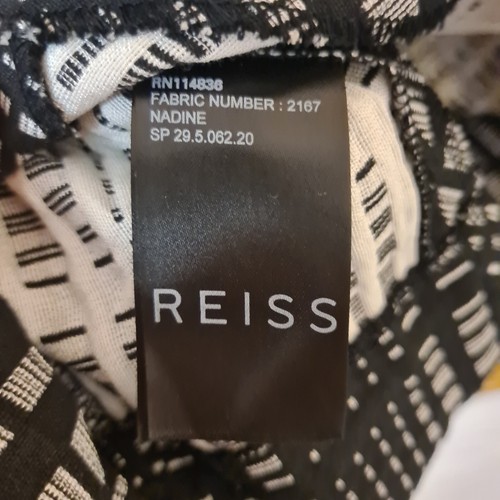 RN114836
FABRIC NUMBER : 2167
NADINE
SP 29.5.062.20
REISS